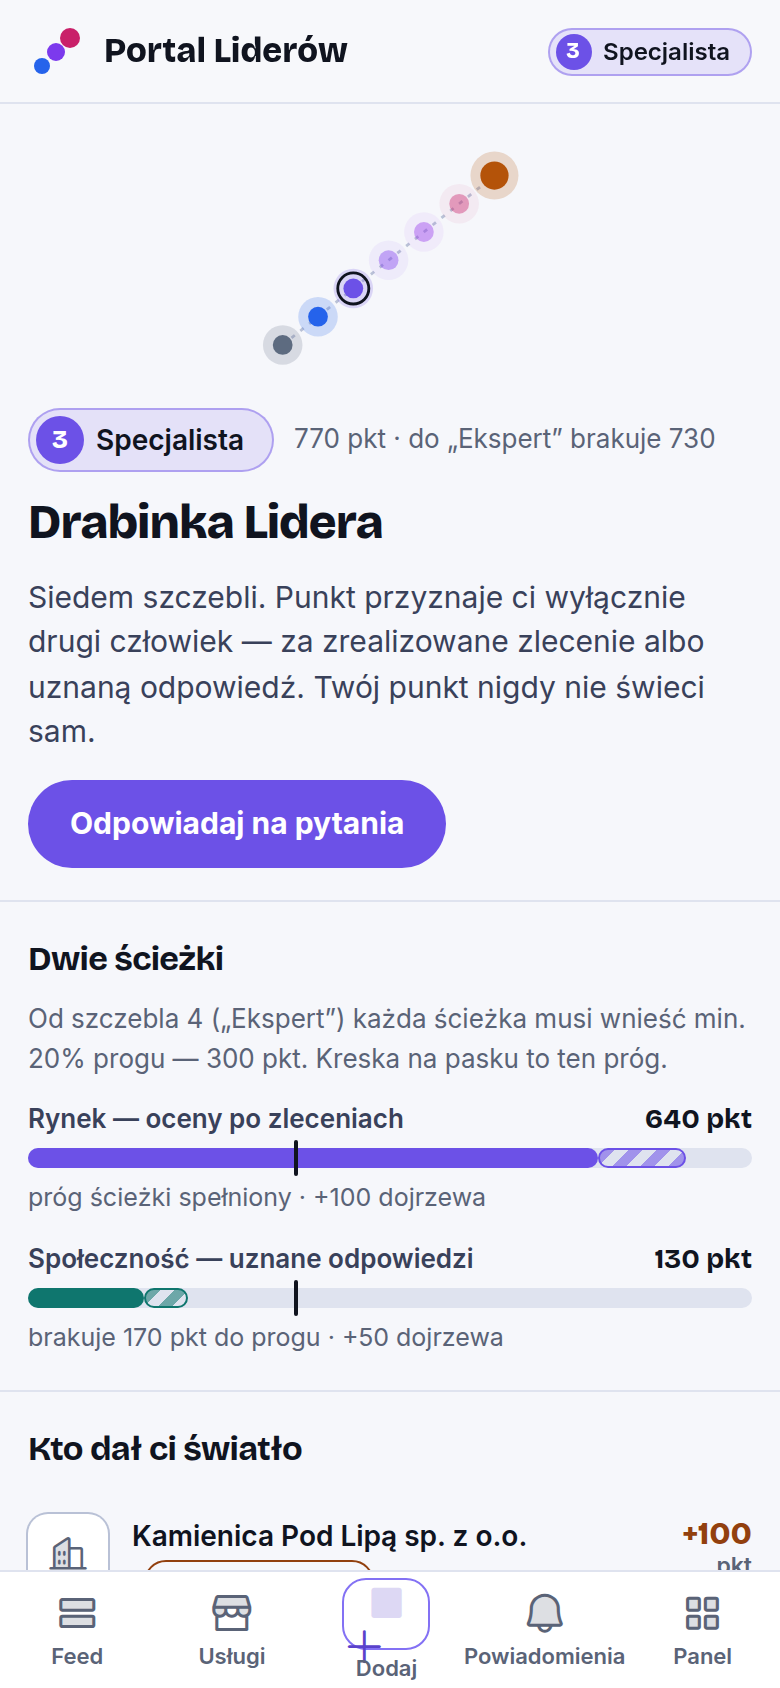 Portal Liderów
3 Specjalista
3 Specjalista 770 pkt · do „Ekspert” brakuje 730
Drabinka Lidera
Siedem szczebli. Punkt przyznaje ci wyłącznie
drugi człowiek — za zrealizowane zlecenie albo
uznaną odpowiedź. Twój punkt nigdy nie świeci
sam.
Odpowiadaj na pytania
Dwie ścieżki
Od szczebla 4 („Ekspert”) każda ścieżka musi wnieść min.
20% progu — 300 pkt. Kreska na pasku to ten próg.
Rynek — oceny po zleceniach 640 pkt
próg ścieżki spełniony · +100 dojrzewa
Społeczność — uznane odpowiedzi 130 pkt
brakuje 170 pkt do progu · +50 dojrzewa
Kto dał ci światło
Kamienica Pod Lipą sp. z o.o. +100
pkt
Feed Usługi Dodaj Powiadomienia Panel